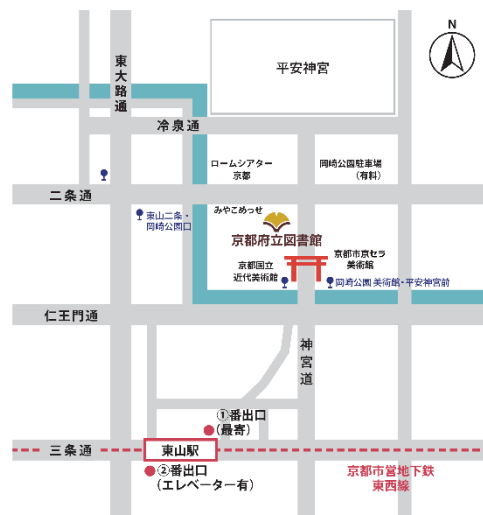 N
平安神宮
東大路通
冷泉通
ロームシアター
京都
岡崎公園駐車場
(有料)
二条通
みやこめっせ
東山二条・
岡崎公園口
京都府立図書館
京都国立
近代美術館
京都市京セラ
美術館
岡崎公園 美術館・平安神宮前
仁王門通
神宮道
①番出口
(最寄)
三条通
東山駅
②番出口
(エレベーター有)
京都市営地下鉄
東西線